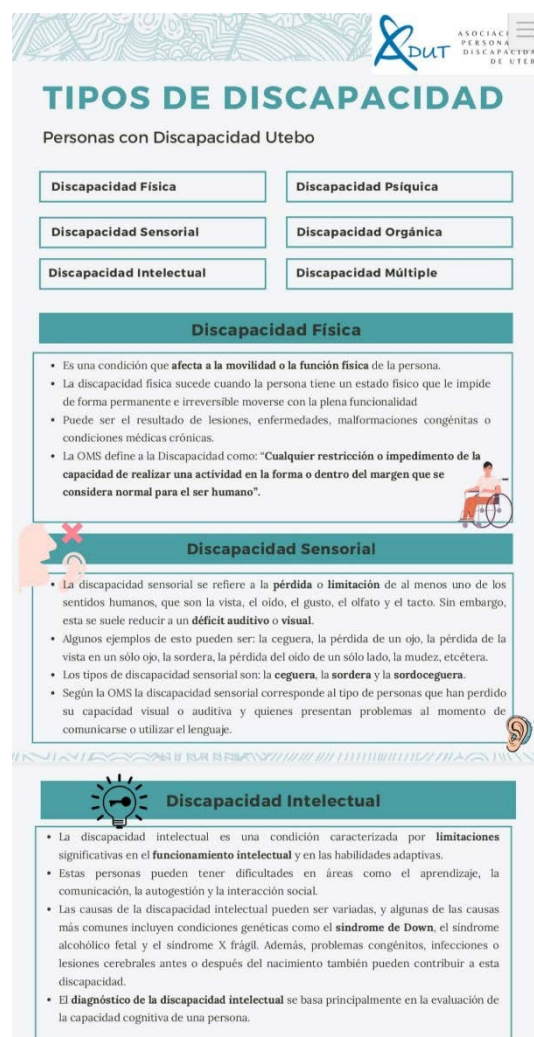 ADUT
ASOCIACI
PERSONA
DISCAPACIDA
DE UTEB
TIPOS DE DISCAPACIDAD
Personas con Discapacidad Utebo
Discapacidad Física
Discapacidad Psíquica
Discapacidad Sensorial
Discapacidad Orgánica
Discapacidad Intelectual
Discapacidad Múltiple
Discapacidad Física
• Es una condición que afecta a la movilidad o la función física de la persona.
• La discapacidad física sucede cuando la persona tiene un estado físico que le impide
de forma permanente e irreversible moverse con la plena funcionalidad
• Puede ser el resultado de lesiones, enfermedades, malformaciones congénitas o
condiciones médicas crónicas.
• La OMS define a la Discapacidad como: “Cualquier restricción o impedimento de la
capacidad de realizar una actividad en la forma o dentro del margen que se
considera normal para el ser humano”.
Discapacidad Sensorial
• La discapacidad sensorial se refiere a la pérdida o limitación de al menos uno de los
sentidos humanos, que son la vista, el oído, el gusto, el olfato y el tacto. Sin embargo,
esta se suele reducir a un déficit auditivo o visual.
• Algunos ejemplos de esto pueden ser: la ceguera, la pérdida de un ojo, la pérdida de la
vista en un sólo ojo, la sordera, la pérdida del oído de un sólo lado, la mudez, etcétera.
• Los tipos de discapacidad sensorial son: la ceguera, la sordera y la sordoceguera.
• Según la OMS la discapacidad sensorial corresponde al tipo de personas que han perdido
su capacidad visual o auditiva y quienes presentan problemas al momento de
comunicarse o utilizar el lenguaje.
Discapacidad Intelectual
• La discapacidad intelectual es una condición caracterizada por limitaciones
significativas en el funcionamiento intelectual y en las habilidades adaptivas.
• Estas personas pueden tener dificultades en áreas como el aprendizaje, la
comunicación, la autogestión y la interacción social.
• Las causas de la discapacidad intelectual pueden ser variadas, y algunas de las causas
más comunes incluyen condiciones genéticas como el síndrome de Down, el síndrome
alcohólico fetal y el síndrome X frágil. Además, problemas congénitos, infecciones o
lesiones cerebrales antes o después del nacimiento también pueden contribuir a esta
discapacidad.
• El diagnóstico de la discapacidad intelectual se basa principalmente en la evaluación de
la capacidad cognitiva de una persona.